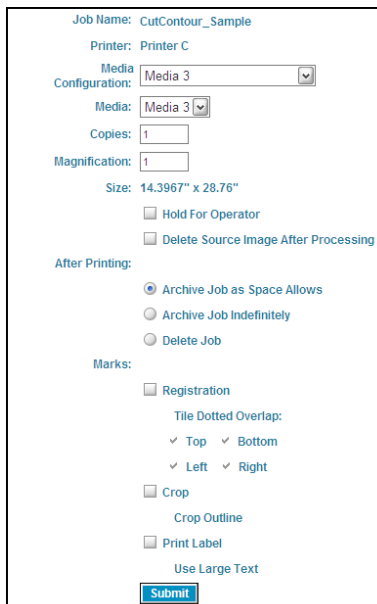 Job Name: CutContour_Sample
Printer: Printer C
Media Configuration: Media 3
Media: Media 3
Copies: 1
Magnification: 1
Size: 14.3967" x 28.76"
Hold For Operator
Delete Source Image After Processing
After Printing:
Archive Job as Space Allows
Archive Job Indefinitely
Delete Job
Marks:
Registration
Tile Dotted Overlap:
Top Bottom
Left Right
Crop
Crop Outline
Print Label
Use Large Text
Submit